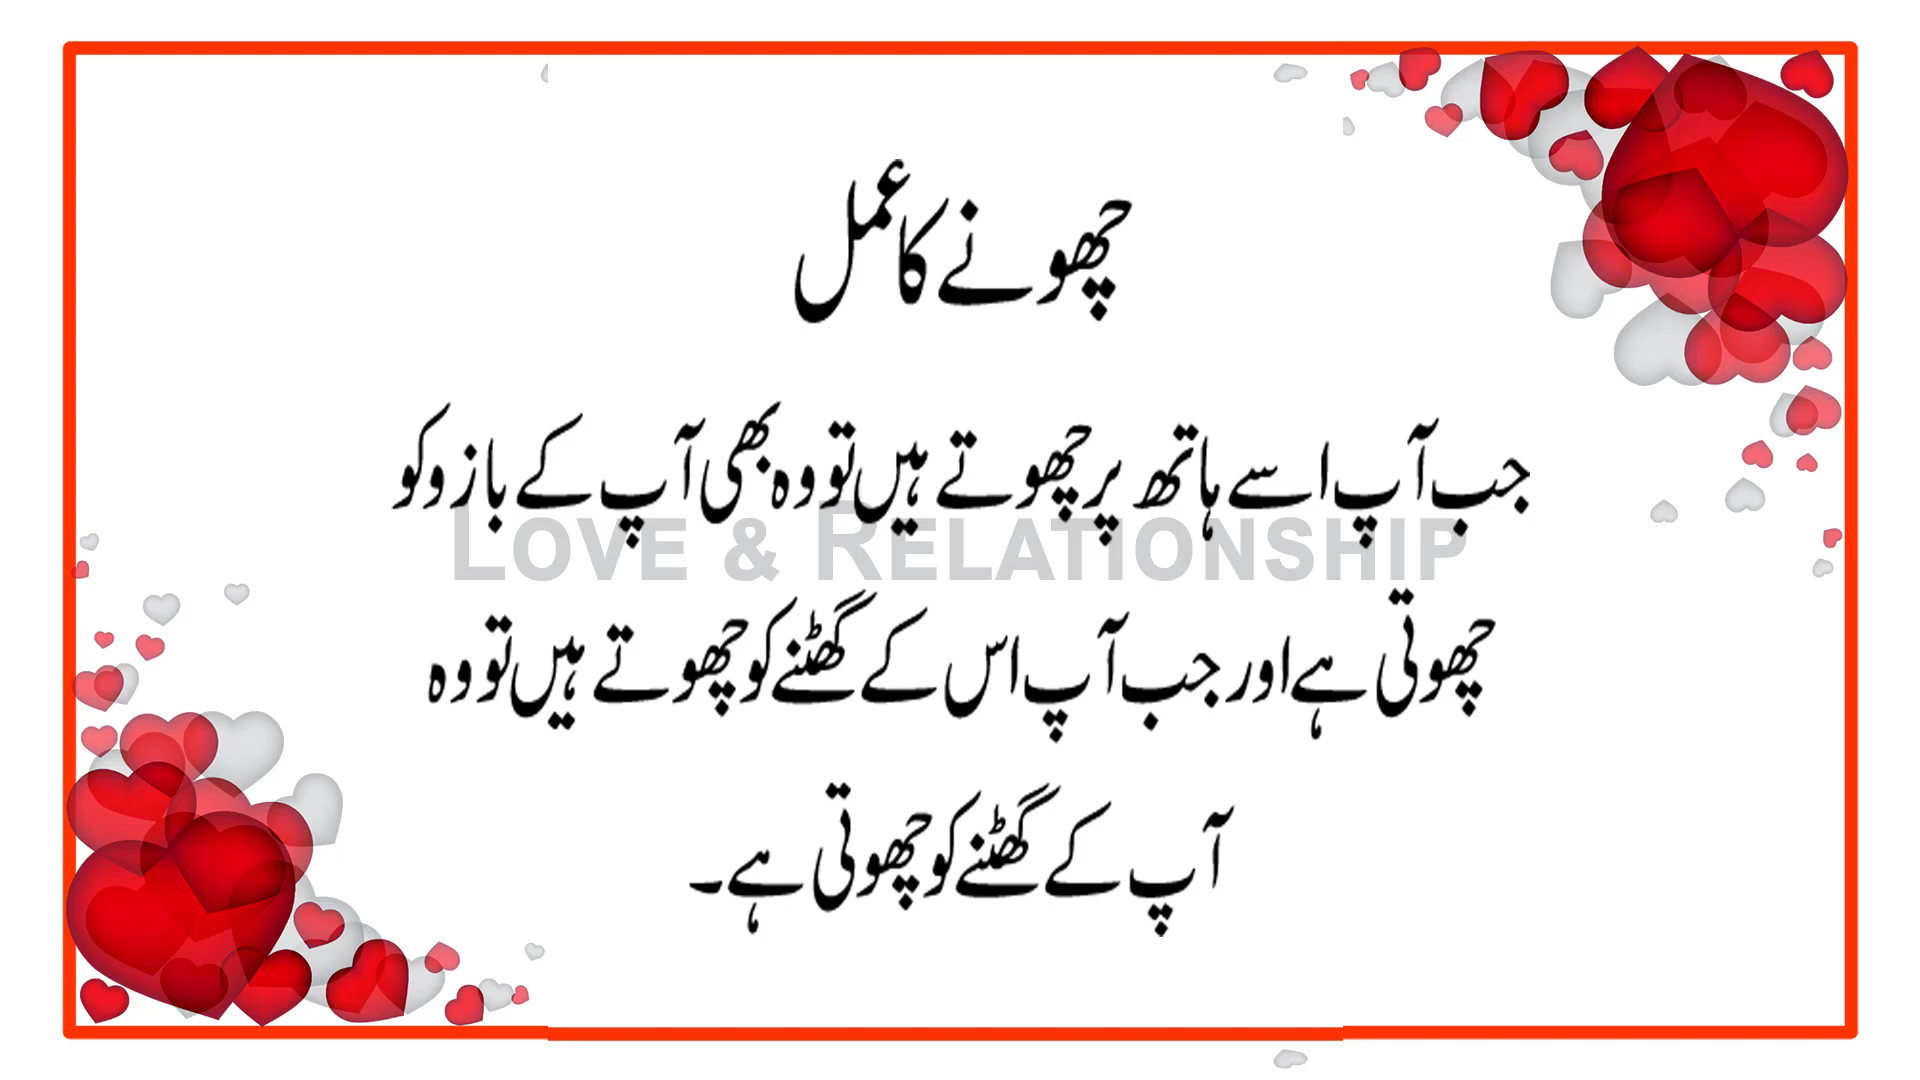 چھونے کا عمل
جب آپ اسے ہاتھ پر چھوتے ہیں تو وہ بھی آپ کے بازو کو
LOVE & RELATIONSHIP
چھوتی ہے اور جب آپ اس کے گھٹنے کو چھوتے ہیں تو وہ
آپ کے گھٹنے کو چھوتی ہے۔